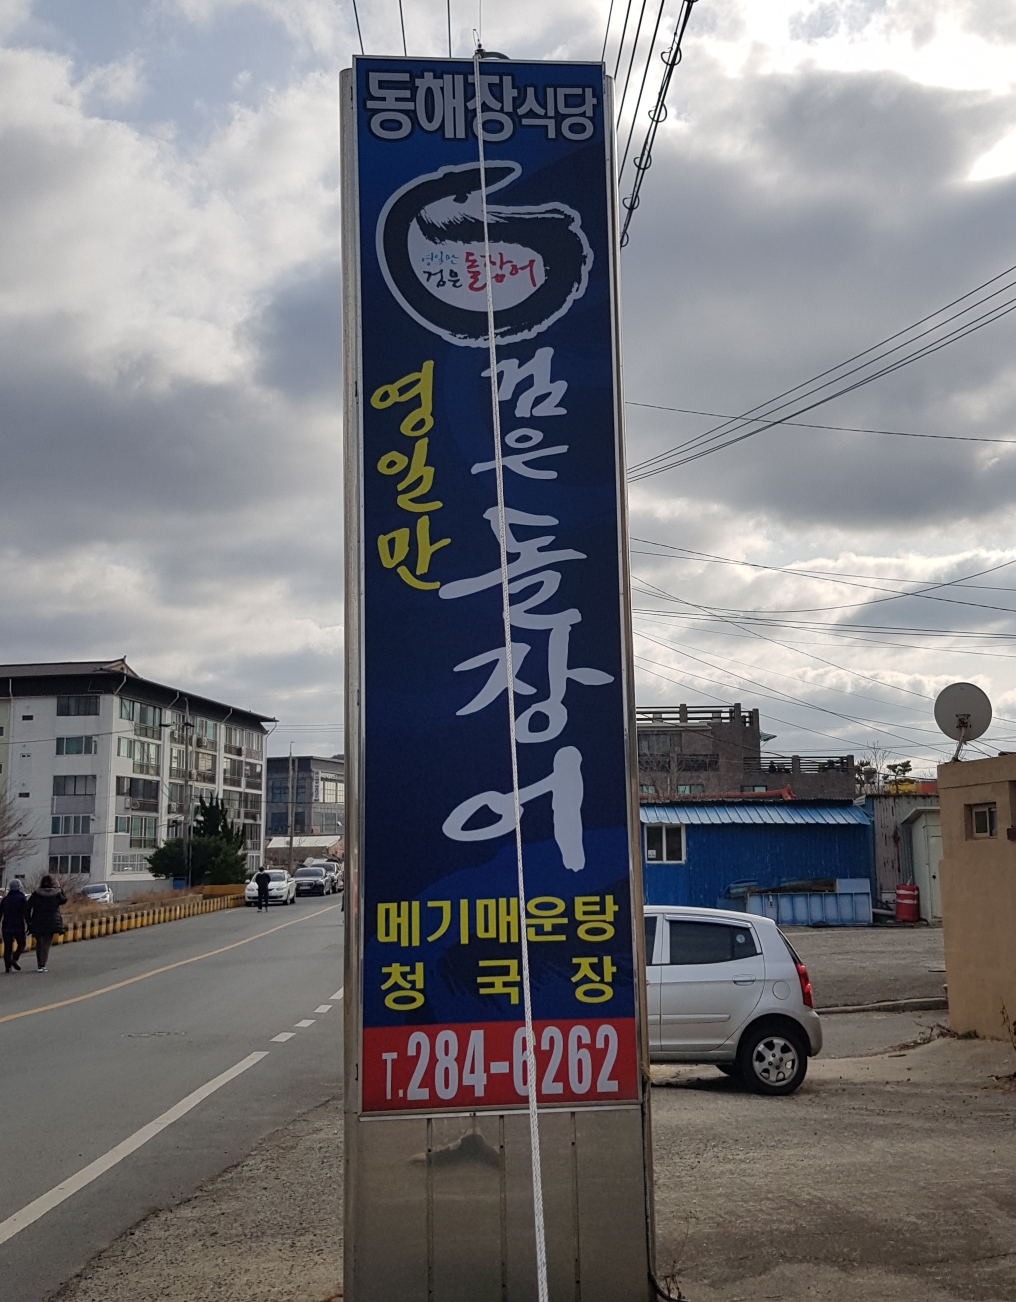 동해장식당
영일만
검은 돌장어
영일만
검은돌장어
메기매운탕
청국장
T.284-6262